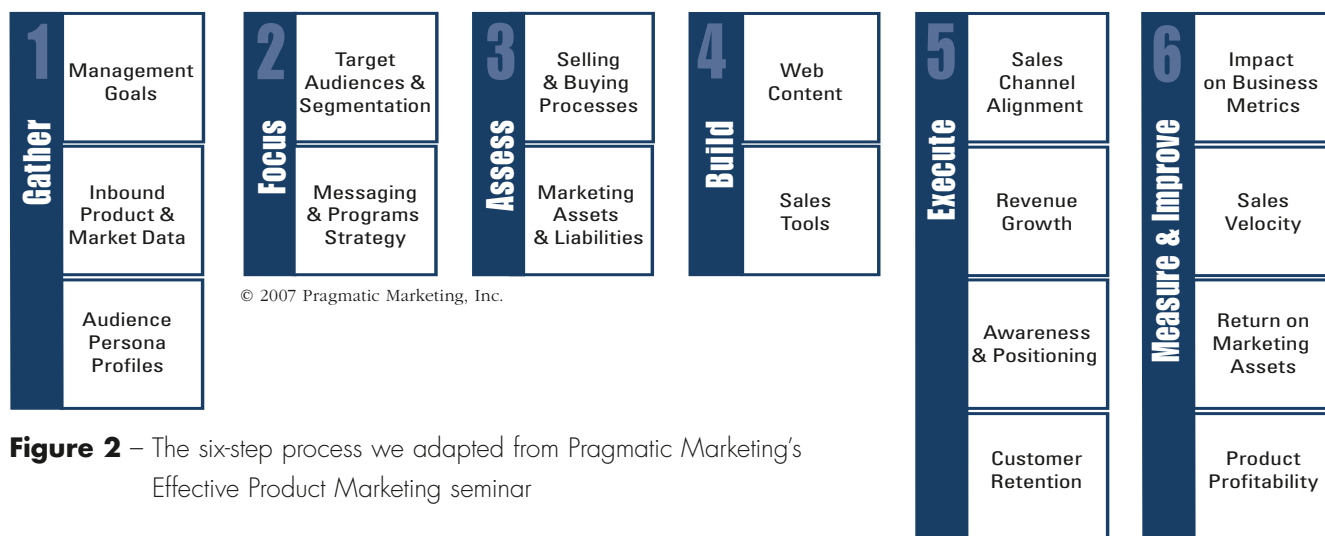 1
Gather
Management
Goals
Inbound
Product &
Market Data
Audience
Persona
Profiles
2
Focus
Target
Audiences &
Segmentation
Messaging
& Programs
Strategy
3
Assess
Selling
& Buying
Processes
Marketing
Assets
& Liabilities
4
Build
Web
Content
Sales
Tools
5
Execute
Sales
Channel
Alignment
Revenue
Growth
Awareness
& Positioning
Customer
Retention
6
Measure & Improve
Impact
on Business
Metrics
Sales
Velocity
Return on
Marketing
Assets
Product
Profitability
© 2007 Pragmatic Marketing, Inc.
Figure 2 – The six-step process we adapted from Pragmatic Marketing’s
Effective Product Marketing seminar